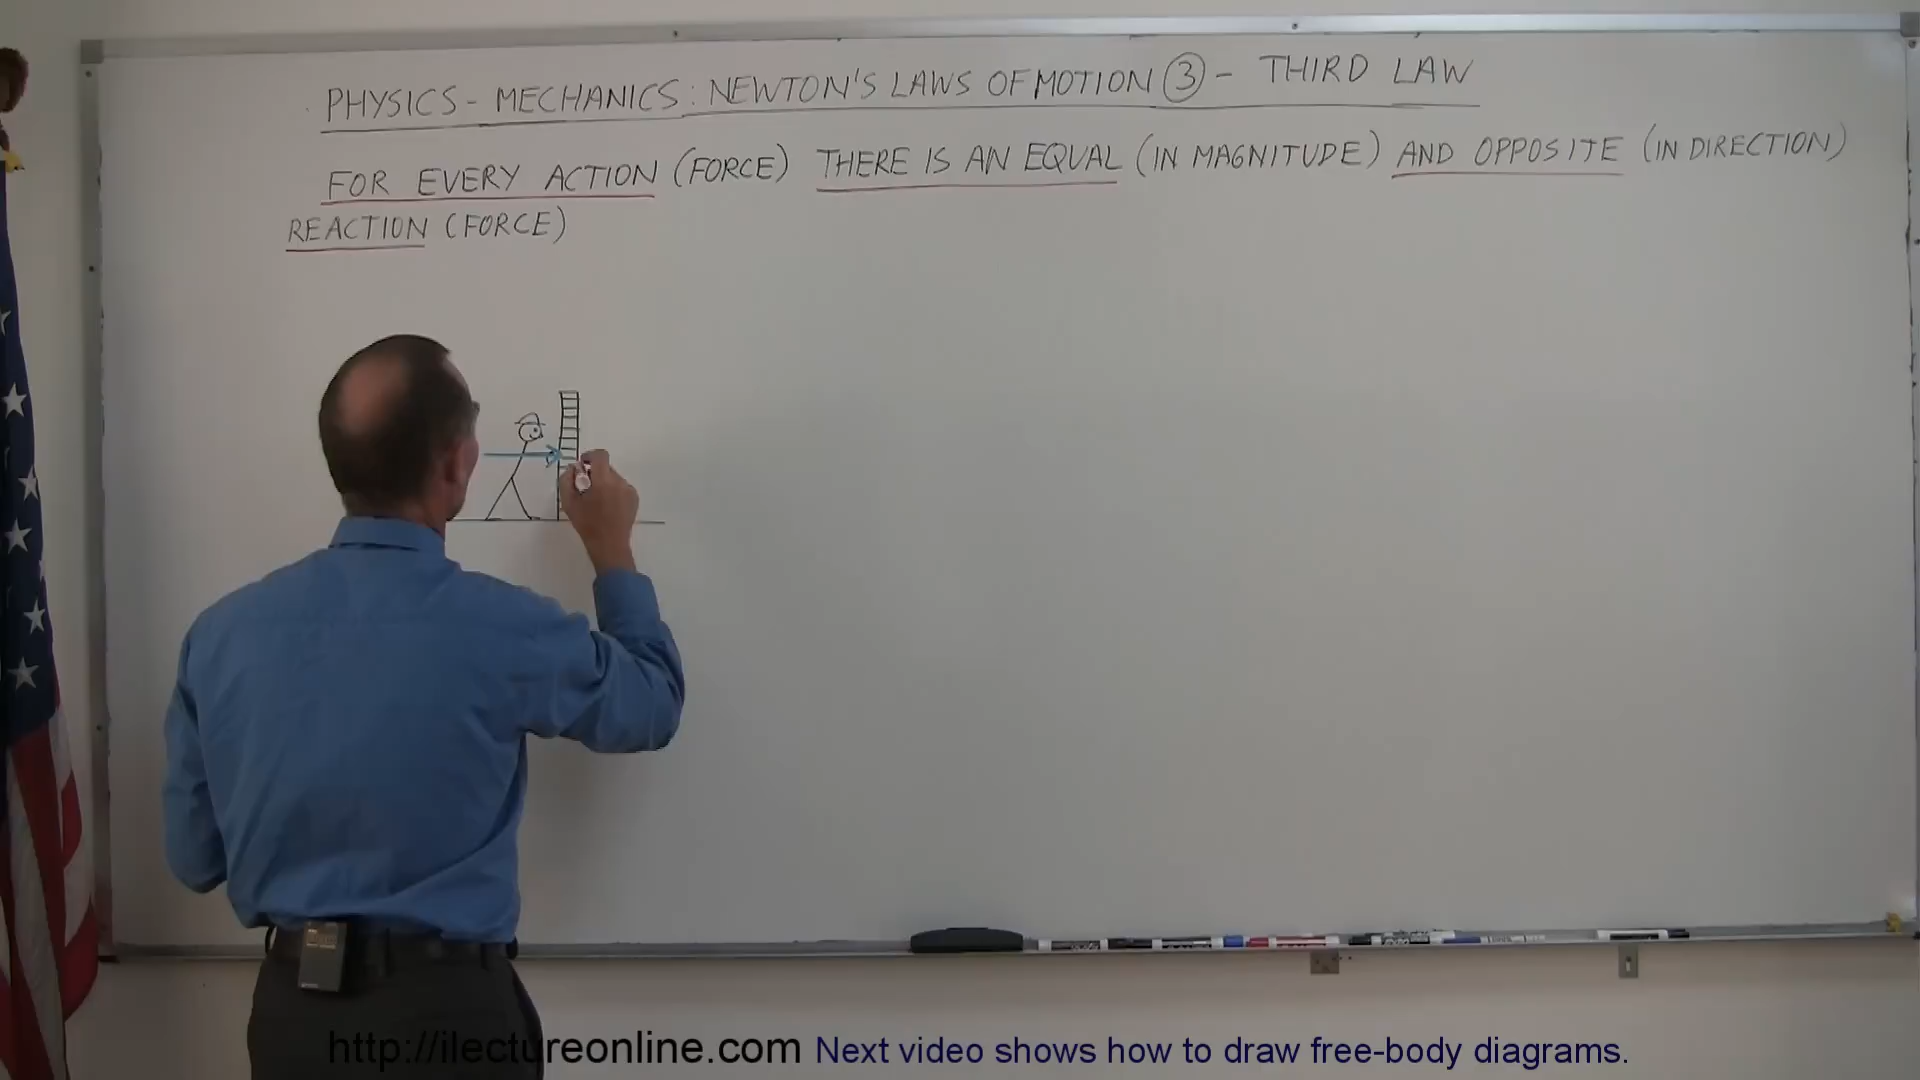 PHYSICS - MECHANICS: NEWTON'S LAWS OF MOTION ③ - THIRD LAW
FOR EVERY ACTION (FORCE) THERE IS AN EQUAL (IN MAGNITUDE) AND OPPOSITE (IN DIRECTION)
REACTION (FORCE)
http://ilectureonline.com Next video shows how to draw free-body diagrams.